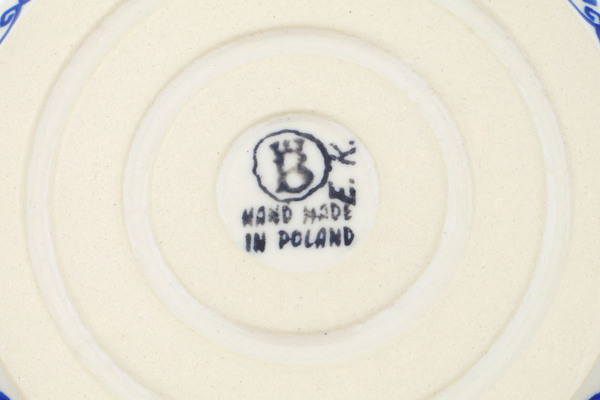 B
E. K.
HAND MADE
IN POLAND